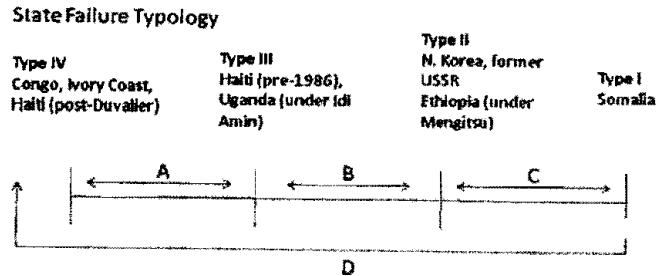 State Failure Typology
Type IV
Congo, Ivory Coast,
Haiti (post-Duvalier)
Type III
Haiti (pre-1986),
Uganda (under Idi
Amin)
Type II
N. Korea, former
USSR
Ethiopia (under
Mengitsu)
Type I
Somalia
A
B
C
D